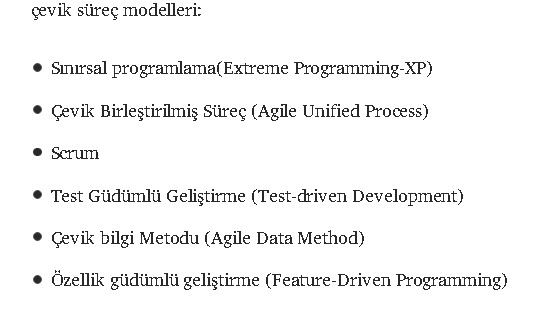 çevik süreç modelleri:
• Sınırsal programlama(Extreme Programming-XP)
• Çevik Birleştirilmiş Süreç (Agile Unified Process)
• Scrum
• Test Güdümlü Geliştirme (Test-driven Development)
• Çevik bilgi Metodu (Agile Data Method)
• Özellik güdümlü geliştirme (Feature-Driven Programming)